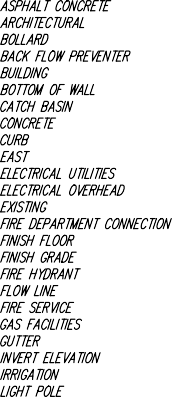 ASPHALT CONCRETE
ARCHITECTURAL
BOLLARD
BACK FLOW PREVENTER
BUILDING
BOTTOM OF WALL
CATCH BASIN
CONCRETE
CURB
EAST
ELECTRICAL UTILITIES
ELECTRICAL OVERHEAD
EXISTING
FIRE DEPARTMENT CONNECTION
FINISH FLOOR
FINISH GRADE
FIRE HYDRANT
FLOW LINE
FIRE SERVICE
GAS FACILITIES
GUTTER
INVERT ELEVATION
IRRIGATION
LIGHT POLE